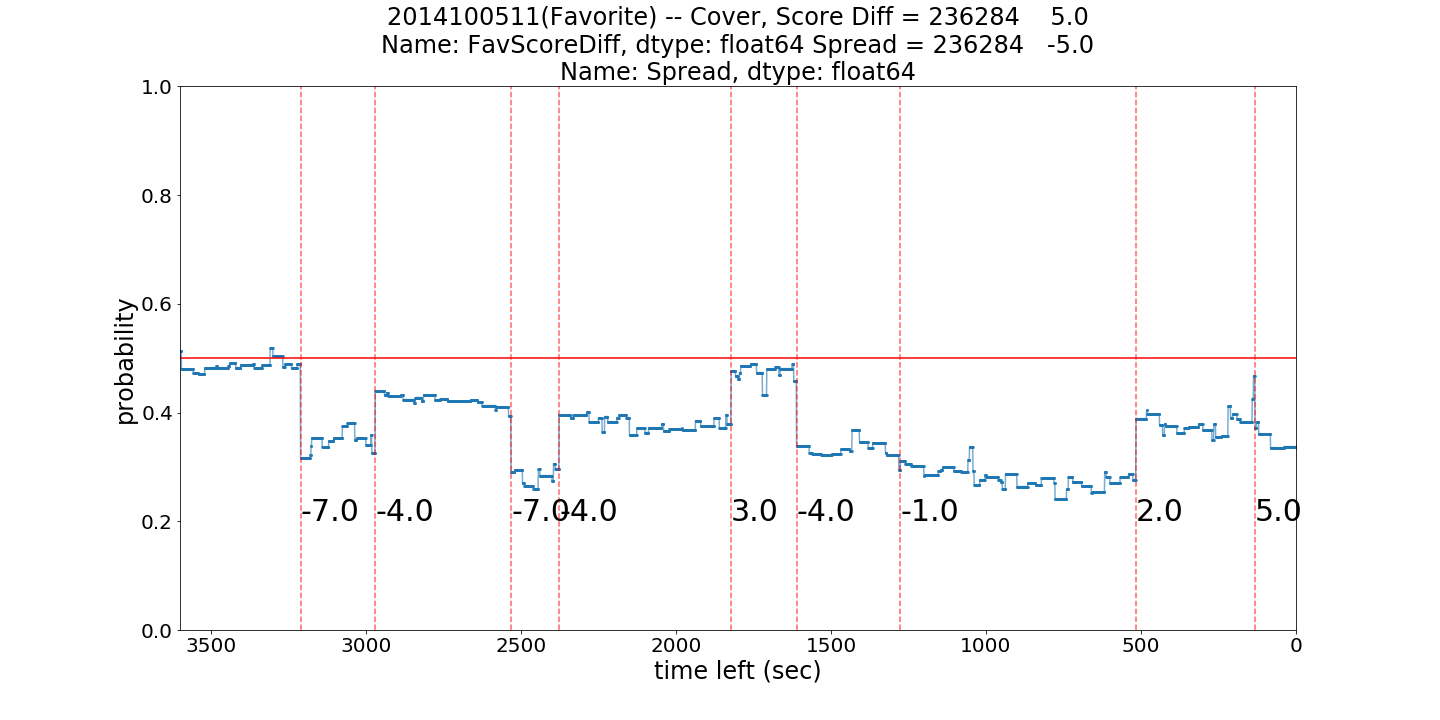 2014100511(Favorite) -- Cover, Score Diff = 236284    5.0
Name: FavScoreDiff, dtype: float64 Spread = 236284   -5.0
Name: Spread, dtype: float64
1.0
0.8
0.6
0.4
0.2
0.0
probability
-7.0 -4.0 -7.0 -4.0 3.0 -4.0 -1.0 2.0 5.0
3500 3000 2500 2000 1500 1000 500 0
time left (sec)